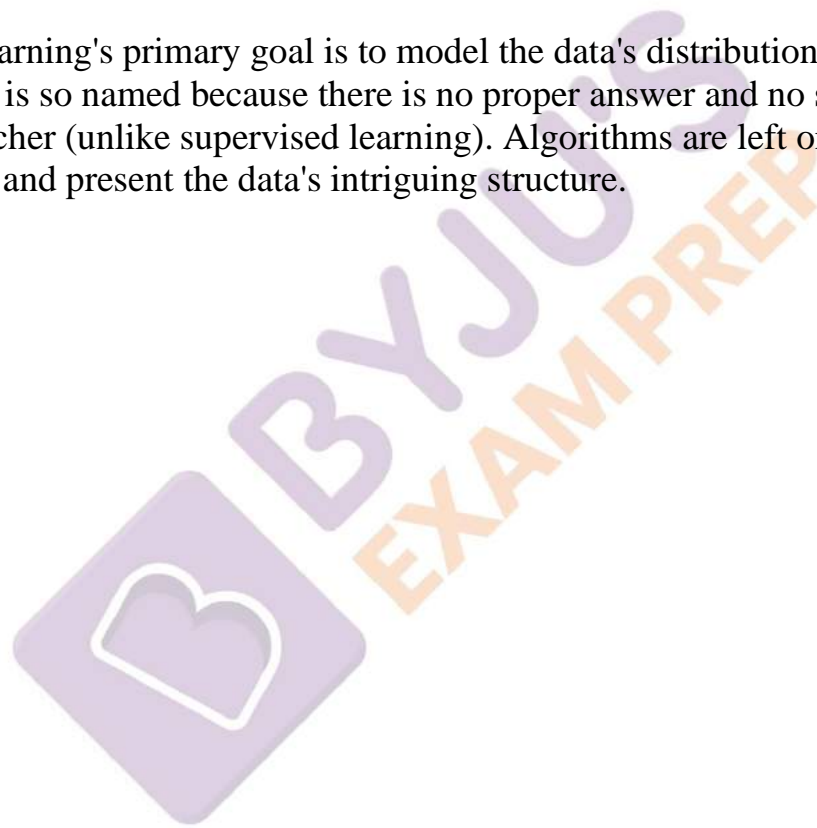 arning's primary goal is to model the data's distribution
is so named because there is no proper answer and no s
cher (unlike supervised learning). Algorithms are left o
and present the data's intriguing structure.
BYJU'S
EXAM PREP